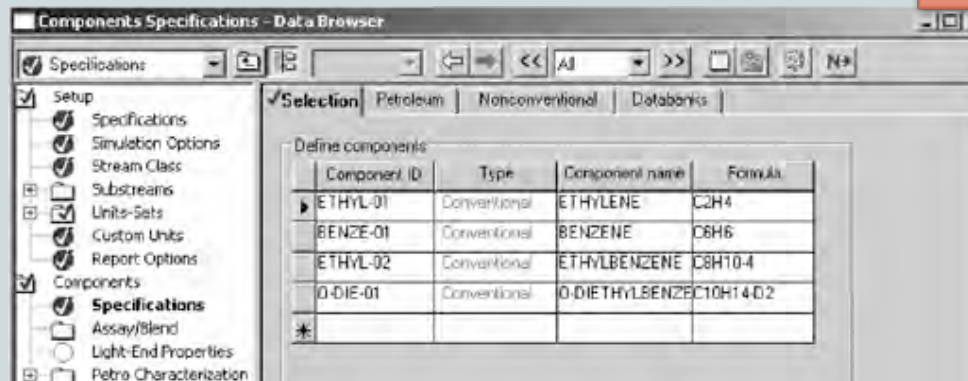 Components Specifications - Data Browser
Specifications All N
Setup
Specifications
Simulation Options
Stream Class
Substreams
Units-Sets
Custom Units
Report Options
Components
Specifications
Assay/Blend
Light-End Properties
Petro Characterization
Selection Petroleum Nonconventional Databanks
Define components
Component ID Type Component name Formula
ETHYL-01 Conventional ETHYLENE C2H4
BENZE-01 Conventional BENZENE C6H6
ETHYL-02 Conventional ETHYLBENZENE C8H10-4
O-DIE-01 Conventional O-DIETHYLBENZE C10H14-D2